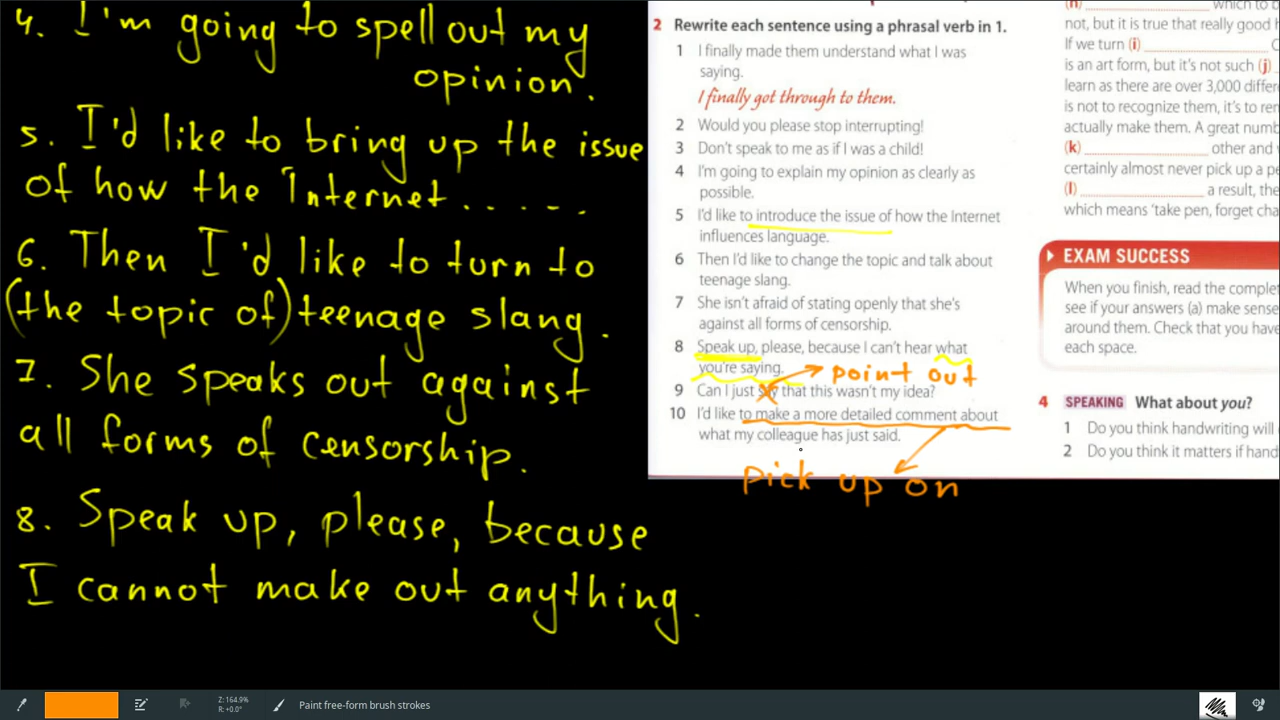 4. I'm going to spell out my
opinion.
5. I'd like to bring up the issue
of how the Internet.....
6. Then I'd like to turn to
(the topic of) teenage slang.
7. She speaks out against
all forms of censorship.
8. Speak up, please, because
I cannot make out anything.
2 Rewrite each sentence using a phrasal verb in 1.
1 I finally made them understand what I was
saying.
I finally got through to them.
2 Would you please stop interrupting!
3 Don't speak to me as if I was a child!
4 I'm going to explain my opinion as clearly as
possible.
5 I'd like to introduce the issue of how the Internet
influences language.
6 Then I'd like to change the topic and talk about
teenage slang.
7 She isn't afraid of stating openly that she's
against all forms of censorship.
8 Speak up, please, because I can't hear what
you're saying.
point out
9 Can I just say that this wasn't my idea?
10 I'd like to make a more detailed comment about
what my colleague has just said.
pick up on
(h) which to
not, but it is true that really good
If we turn (i)
is an art form, but it's not such (j)
learn as there are over 3,000
is not to recognize them, it's to
actually make them. A great
(k) other and
certainly almost never pick up a
(l) a result, the
which means 'take pen, forget
EXAM SUCCESS
When you finish, read the
see if your answers (a) make sense
around them. Check that you have
each space.
4 SPEAKING What about you?
1 Do you think handwriting will
2 Do you think it matters if
Z: 164.9%
R: +0.0°
Paint free-form brush strokes